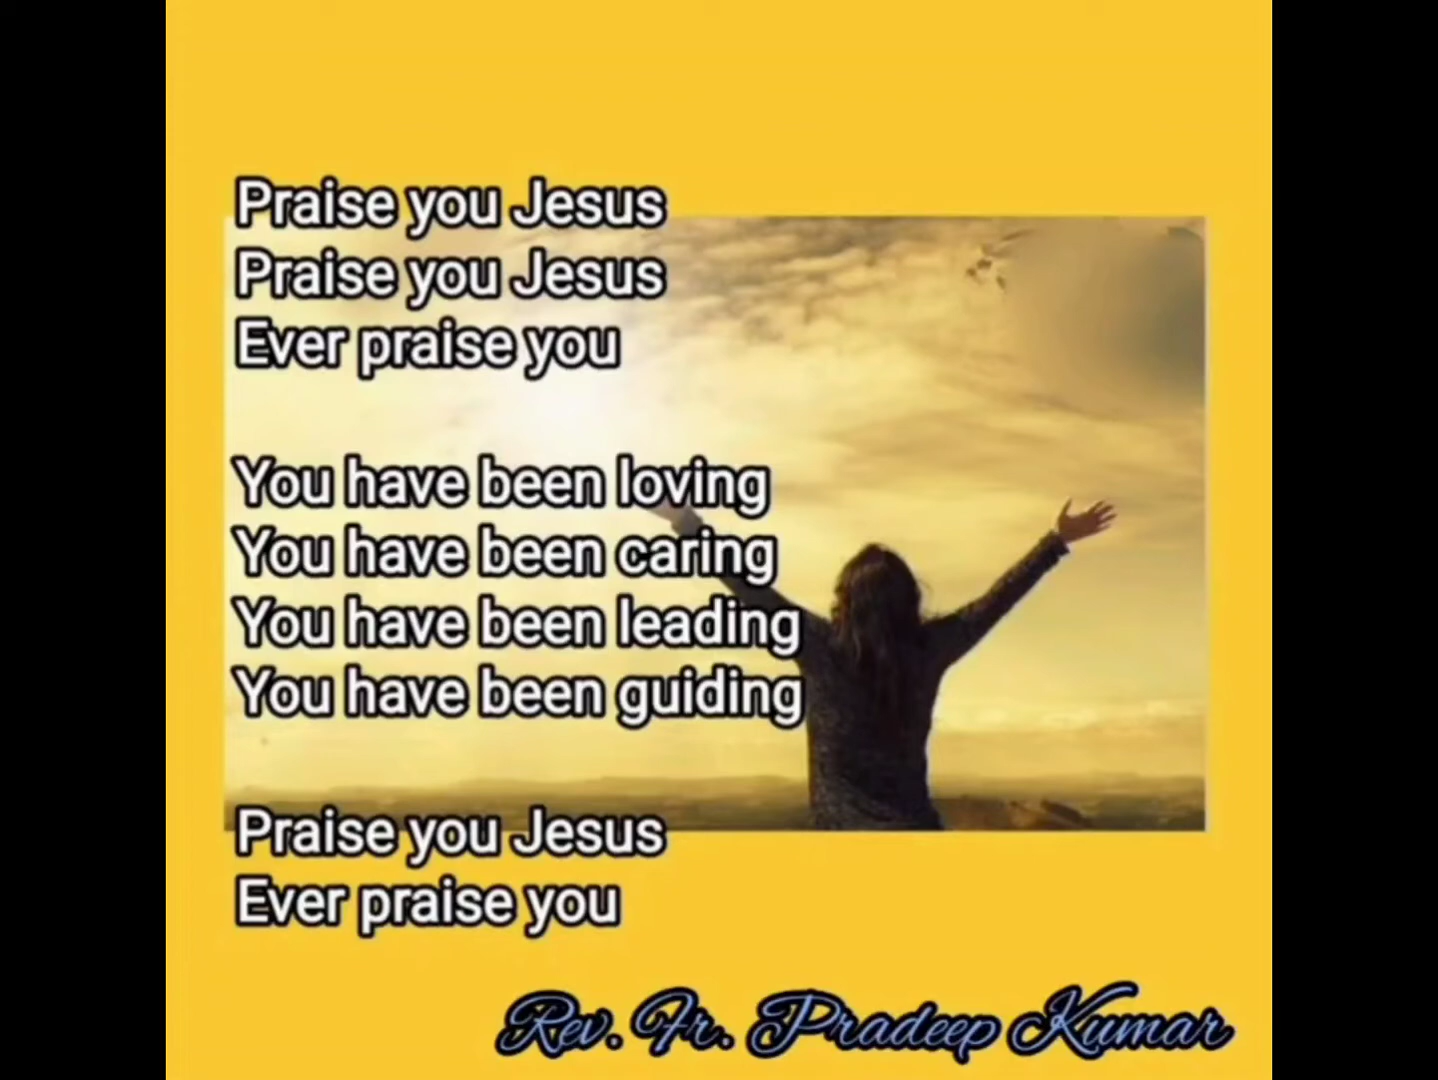 Praise you Jesus
Praise you Jesus
Ever praise you
You have been loving
You have been caring
You have been leading
You have been guiding
Praise you Jesus
Ever praise you
Rev. Fr. Pradeep Kumar